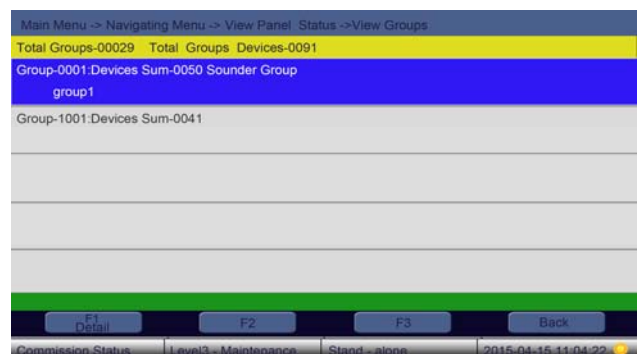 Main Menu -> Navigating Menu -> View Panel Status ->View Groups
Total Groups-00029 Total Groups Devices-0091
Group-0001:Devices Sum-0050 Sounder Group
group1
Group-1001:Devices Sum-0041
F1
Detail
F2
F3
Back
Commission Status
Level3 - Maintenance
Stand - alone
2015-04-15 11:04:22